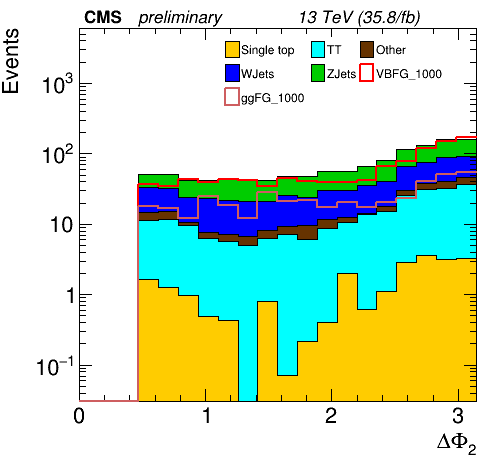 CMS preliminary 13 TeV (35.8/fb)
Events
Single top TT Other
WJets ZJets VBFG_1000
ggFG_1000
10³
10²
10
1
10⁻¹
0 1 2 3
ΔΦ₂